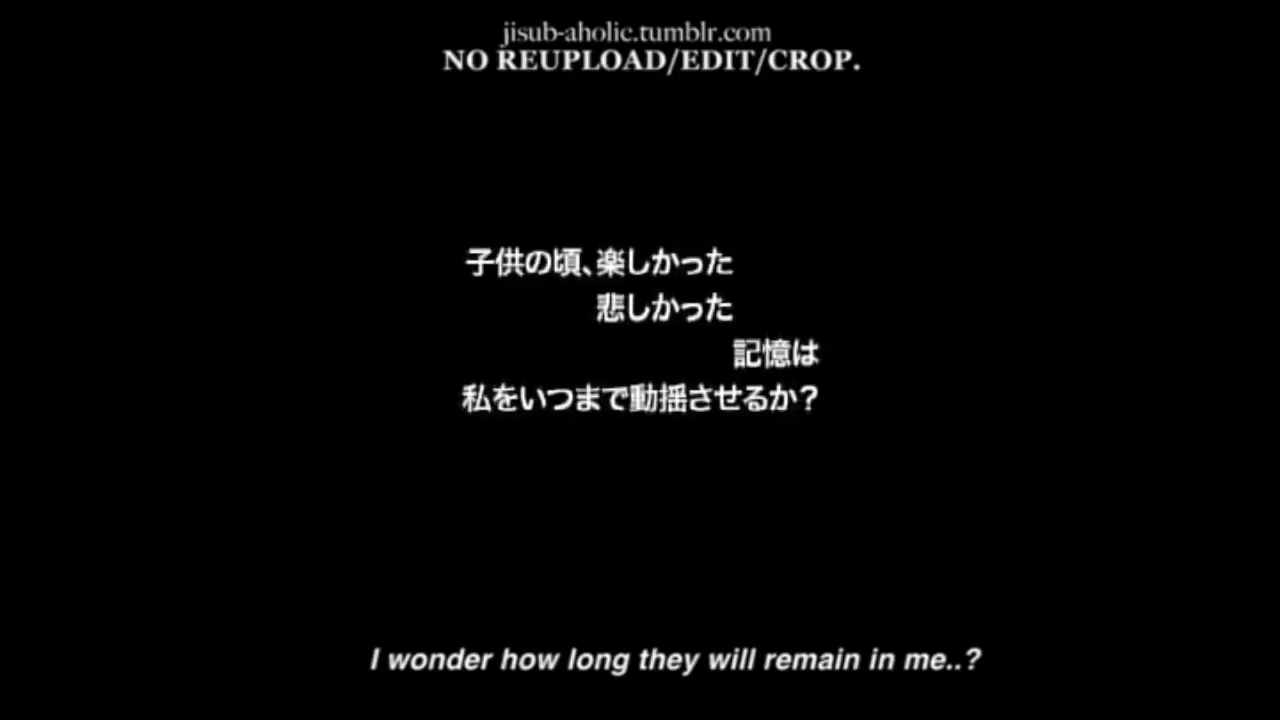 jisub-aholic.tumblr.com
NO REUPLOAD/EDIT/CROP.
子供の頃、楽しかった
悲しかった
記憶は
私をいつまで動揺させるか？
I wonder how long they will remain in me..?